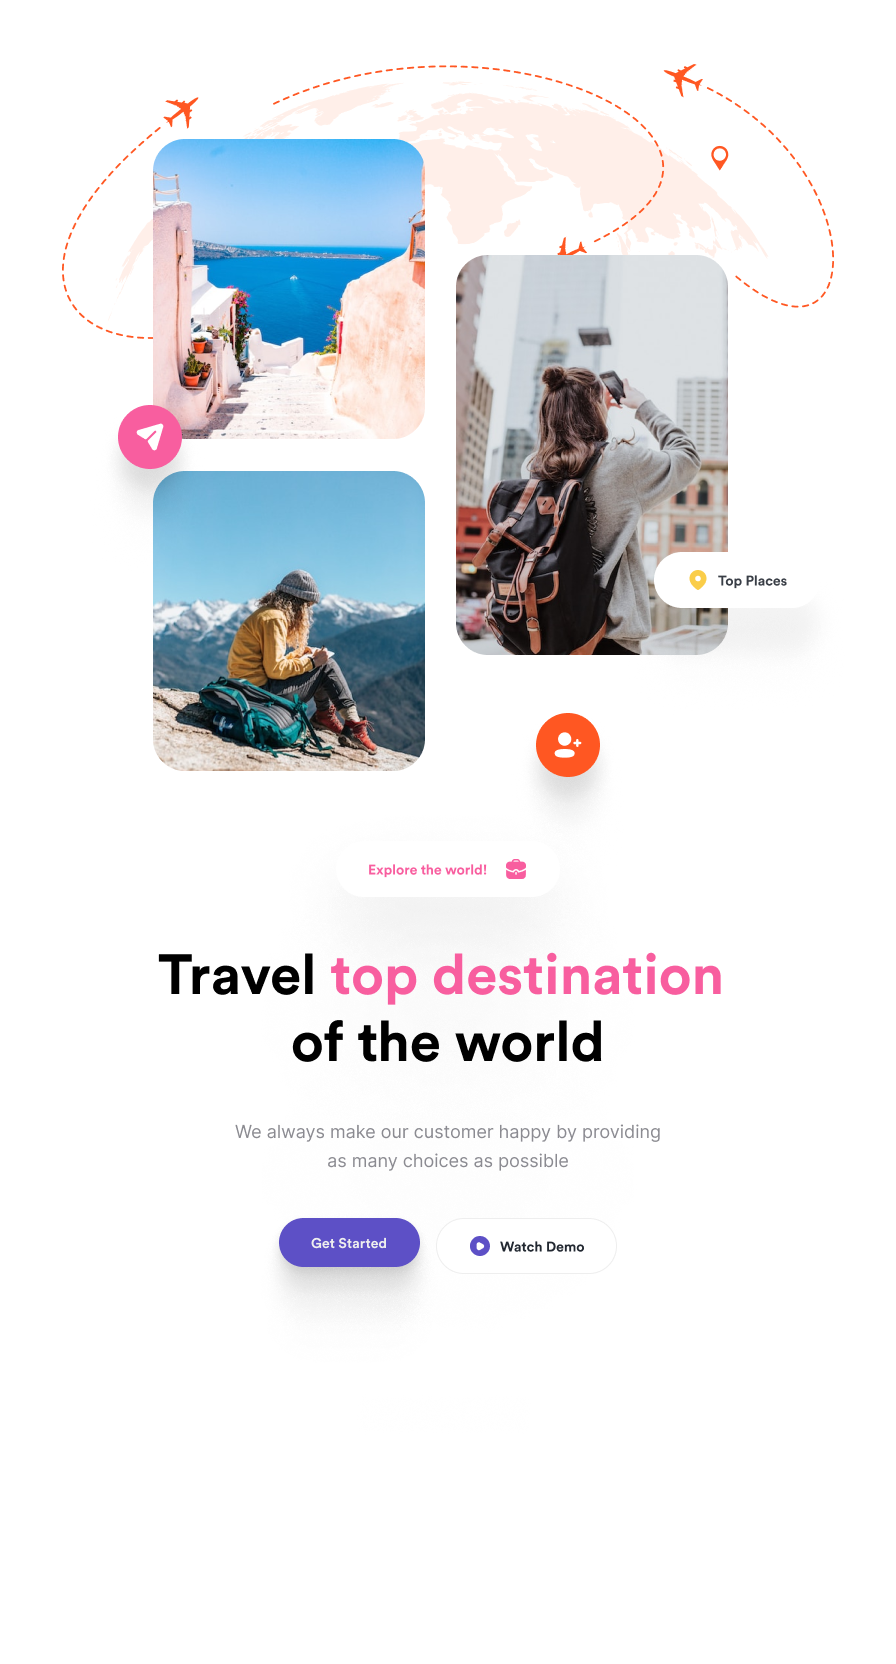 Top Places
Explore the world!
Travel top destination
of the world
We always make our customer happy by providing
as many choices as possible
Get Started
Watch Demo